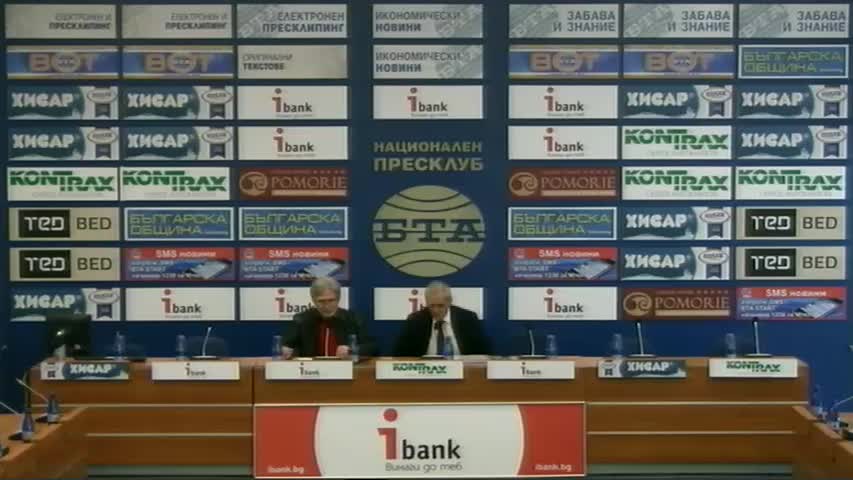 ЕЛЕКТРОНЕН И
ПРЕСКЛИПИНГ
ЕЛЕКТРОНЕН И
ПРЕСКЛИПИНГ
ЕЛЕКТРОНЕН
ПРЕСКЛИПИНГ
ИКОНОМИЧЕСКИ
НОВИНИ
ЗАБАВА
И ЗНАНИЕ
ЗАБАВА
И ЗНАНИЕ
ЗАБАВА
И ЗНАНИЕ
ОРИГИНАЛНИ
ТЕКСТОВЕ
ИКОНОМИЧЕСКИ
НОВИНИ
БЪЛГАРСКА
ОБЩИНА
ХИСАР
ХИСАР
ibank
ibank
ibank
ХИСАР
ХИСАР
ХИСАР
ХИСАР
ibank
НАЦИОНАЛЕН
ПРЕСКЛУБ
ibank
KONTRAX
ХИСАР
KONTRAX
KONTRAX
POMORIE
POMORIE
KONTRAX
KONTRAX
TED BED
БЪЛГАРСКА
ОБЩИНА
БЪЛГАРСКА
ОБЩИНА
БТА
БЪЛГАРСКА
ОБЩИНА
ХИСАР
TED BED
TED BED
SMS НОВИНИ
SMS НОВИНИ
SMS НОВИНИ
ХИСАР
TED BED
ХИСАР
ibank
ibank
ibank
ibank
POMORIE
SMS НОВИНИ
ХИСАР
ibank
ibank
KONTRAX
ibank
ХИСАР
KONTRAX
ibank
Винаги до теб
ibank.bg
ibank.bg